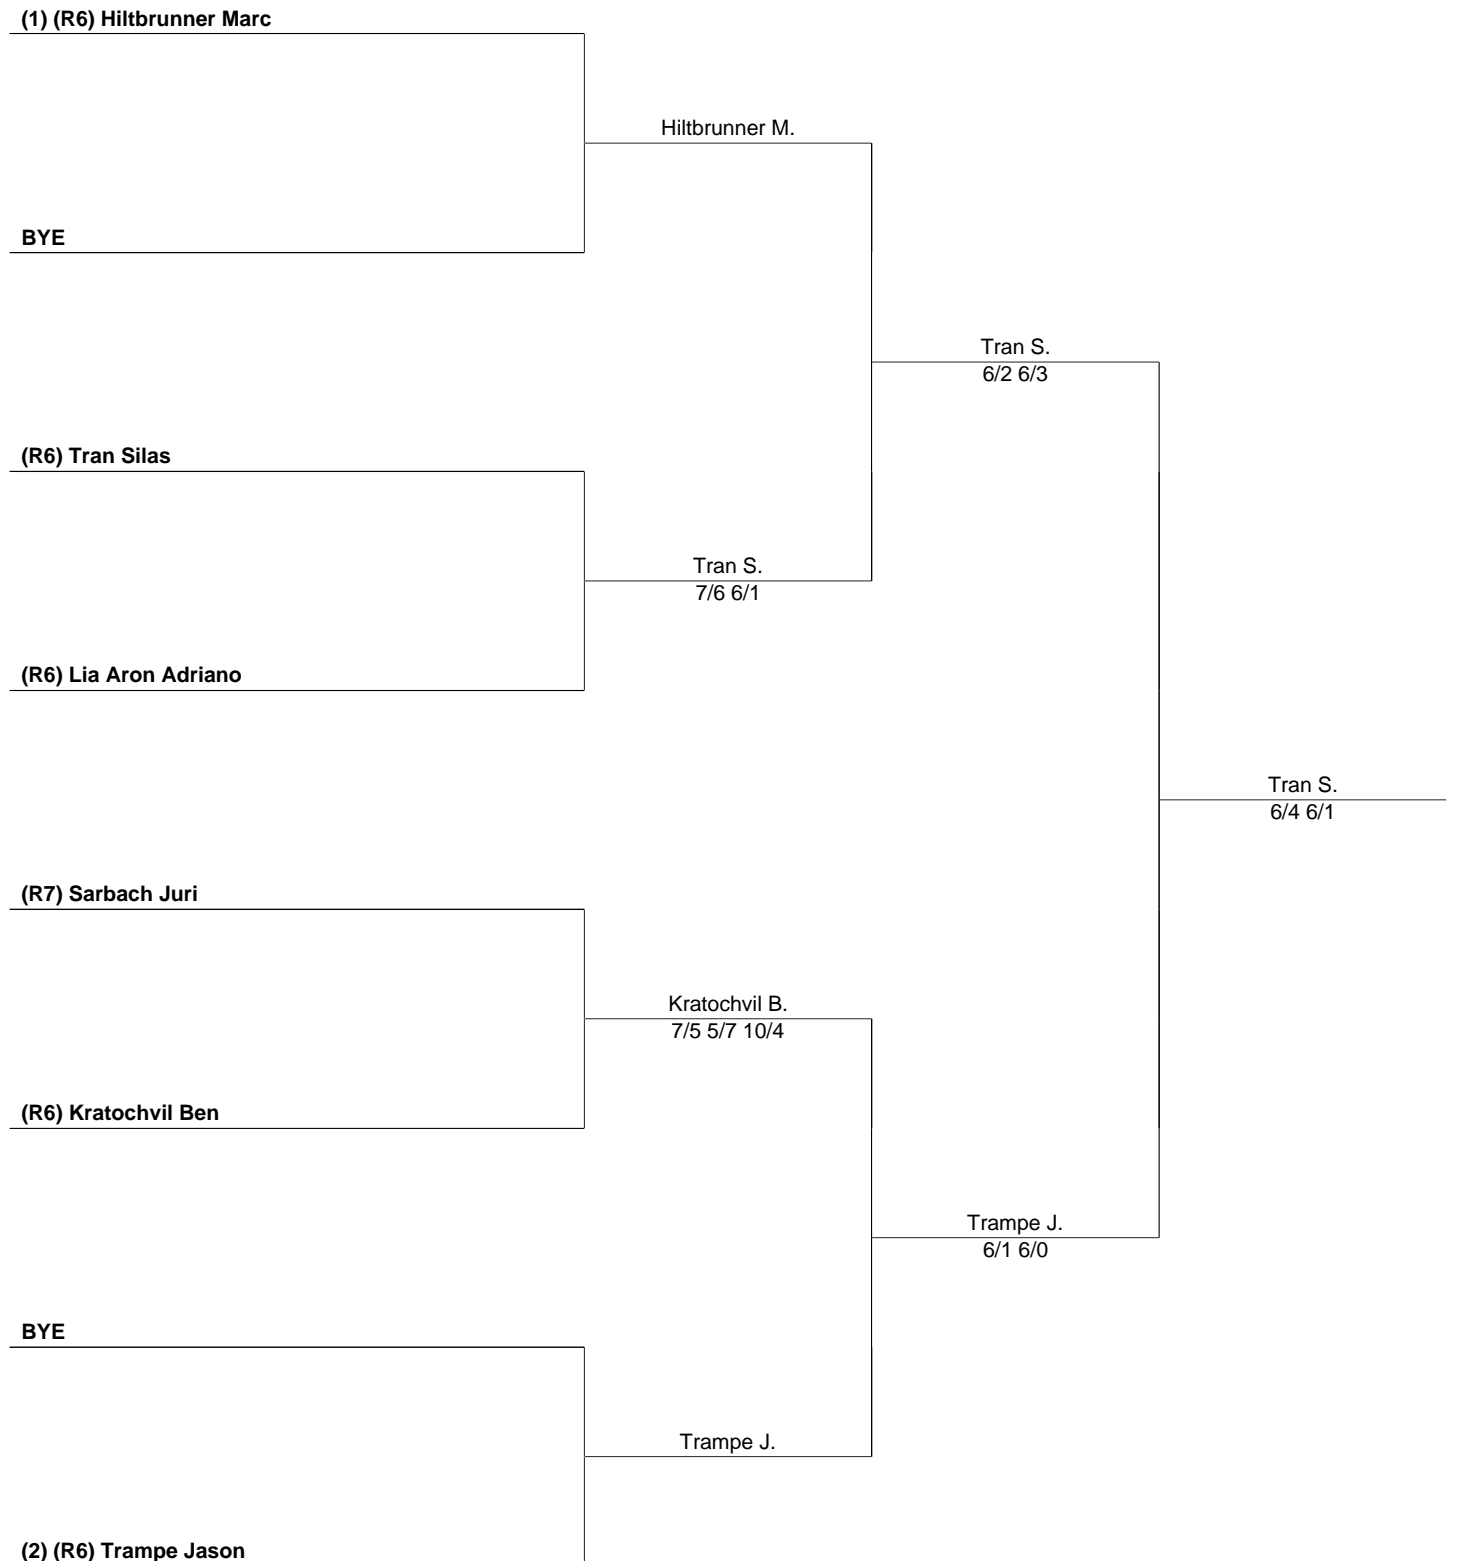 (1) (R6) Hiltbrunner Marc
Hiltbrunner M.
BYE
Tran S.
6/2 6/3
(R6) Tran Silas
Tran S.
7/6 6/1
(R6) Lia Aron Adriano
Tran S.
6/4 6/1
(R7) Sarbach Juri
Kratochvil B.
7/5 5/7 10/4
(R6) Kratochvil Ben
Trampe J.
6/1 6/0
BYE
Trampe J.
(2) (R6) Trampe Jason